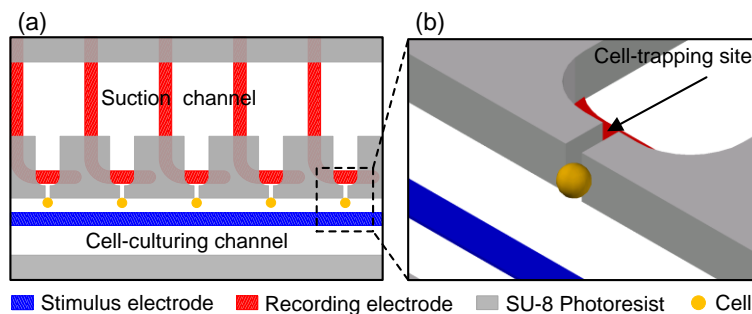 (a)
(b)
Cell-trapping site
Suction channel
Cell-culturing channel
Stimulus electrode Recording electrode SU-8 Photoresist Cell